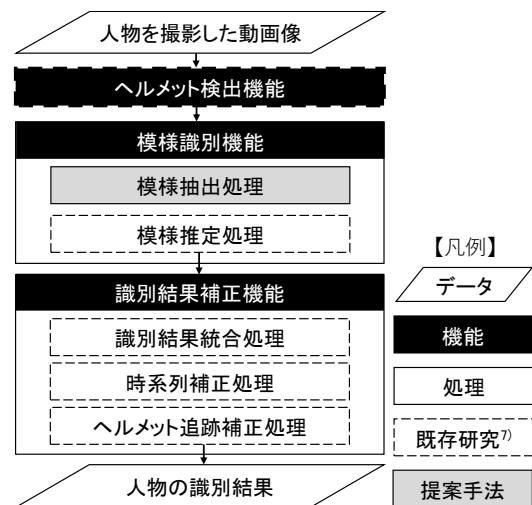 人物を撮影した動画像
ヘルメット検出機能
模様識別機能
模様抽出処理
模様推定処理
識別結果補正機能
識別結果統合処理
時系列補正処理
ヘルメット追跡補正処理
人物の識別結果
【凡例】
データ
機能
処理
既存研究7)
提案手法